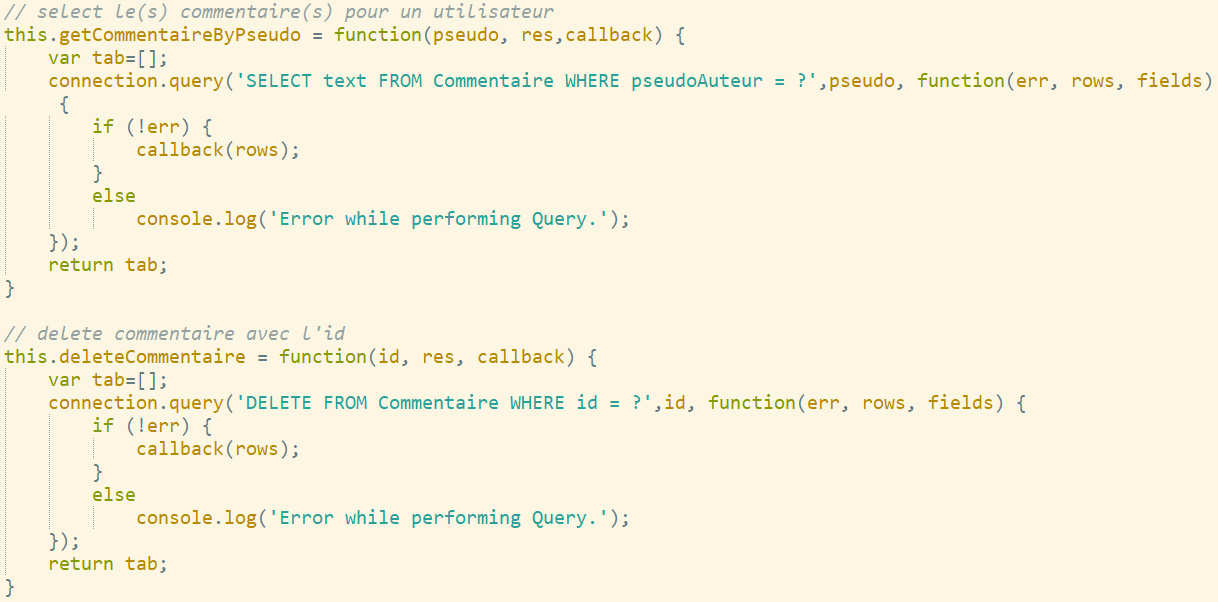 // select le(s) commentaire(s) pour un utilisateur
this.getCommentaireByPseudo = function(pseudo, res,callback) {
    var tab=[];
    connection.query('SELECT text FROM Commentaire WHERE pseudoAuteur = ?',pseudo, function(err, rows, fields)
     {
        if (!err) {
            callback(rows);
        }
        else
            console.log('Error while performing Query.');
    });
    return tab;
}

// delete commentaire avec l'id
this.deleteCommentaire = function(id, res, callback) {
    var tab=[];
    connection.query('DELETE FROM Commentaire WHERE id = ?',id, function(err, rows, fields) {
        if (!err) {
            callback(rows);
        }
        else
            console.log('Error while performing Query.');
    });
    return tab;
}